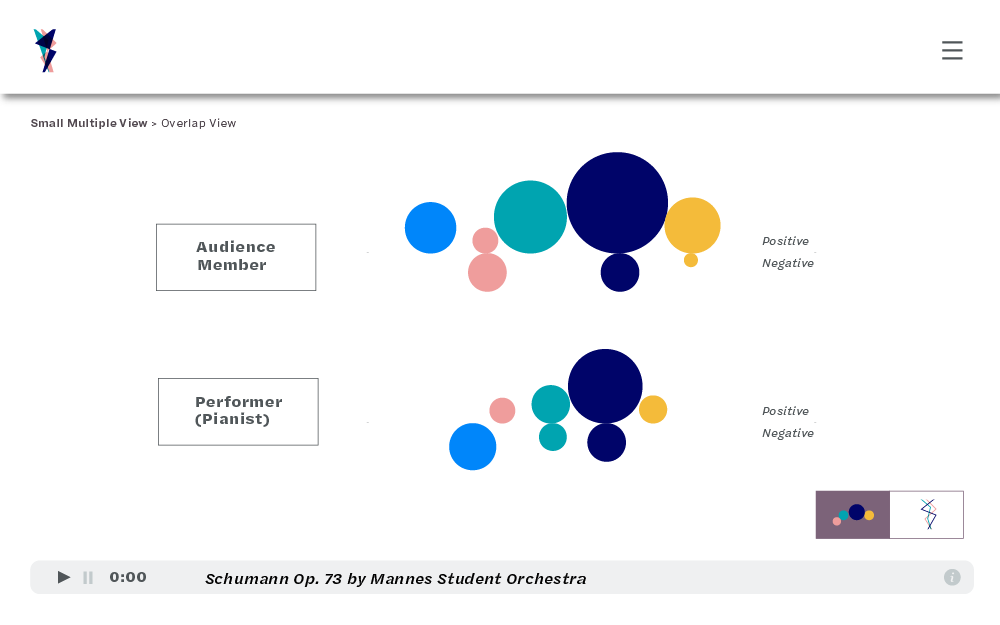 Small Multiple View > Overlap View
Audience
Member
Positive
Negative
Performer
(Pianist)
Positive
Negative
0:00 Schumann Op. 73 by Mannes Student Orchestra i